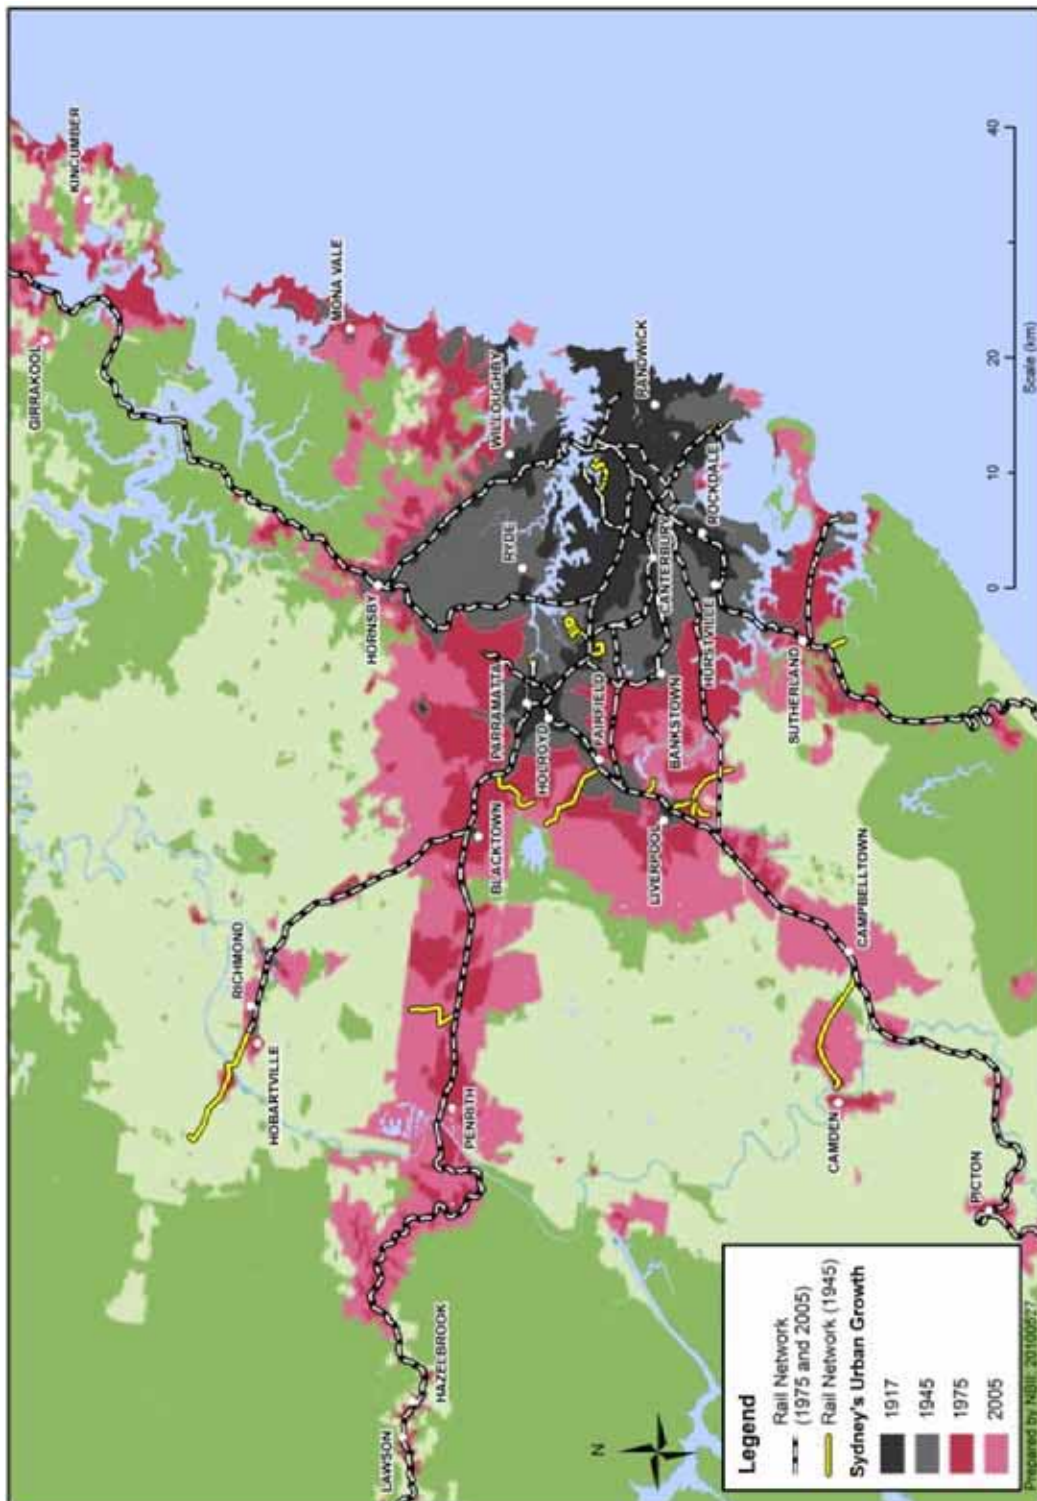 GIRRAKOOL
KINCUMBER
RICHMOND
HOBARTVILLE
MONA VALE
HORNSBY
LAWSON
HAZELBROOK
PENRITH
BLACKTOWN
PARRAMATTA
WILLOUGHBY
RYDE
HOLROYD
FAIRFIELD
N
RANDWICK
LIVERPOOL
CANTERBURY
BANKSTOWN
HURSTVILLE
ROCKDALE
SUTHERLAND
CAMDEN
CAMPBELLTOWN
PICTON
Legend
Rail Network
(1975 and 2005)
Rail Network (1945)
Sydney's Urban Growth
1917
1945
1975
2005
0 10 20 40
Scale (km)
Prepared by NBII: 20100527